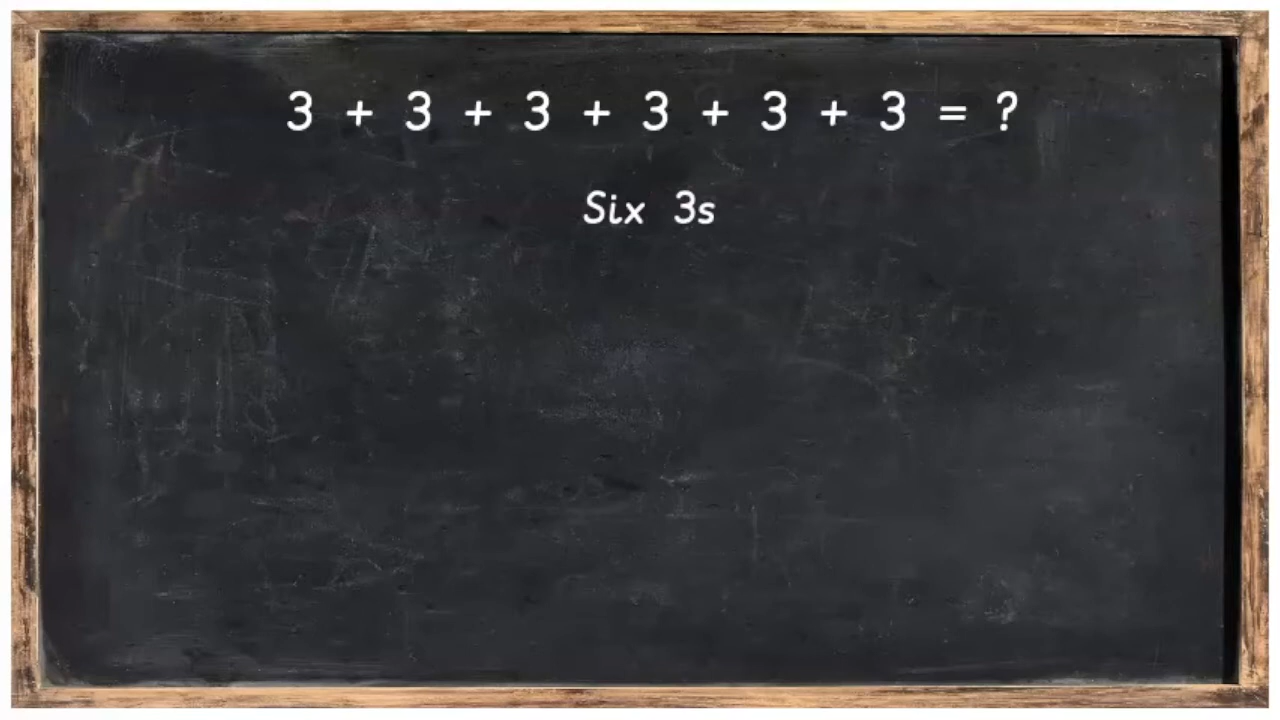 3 + 3 + 3 + 3 + 3 + 3 = ?
Six 3s